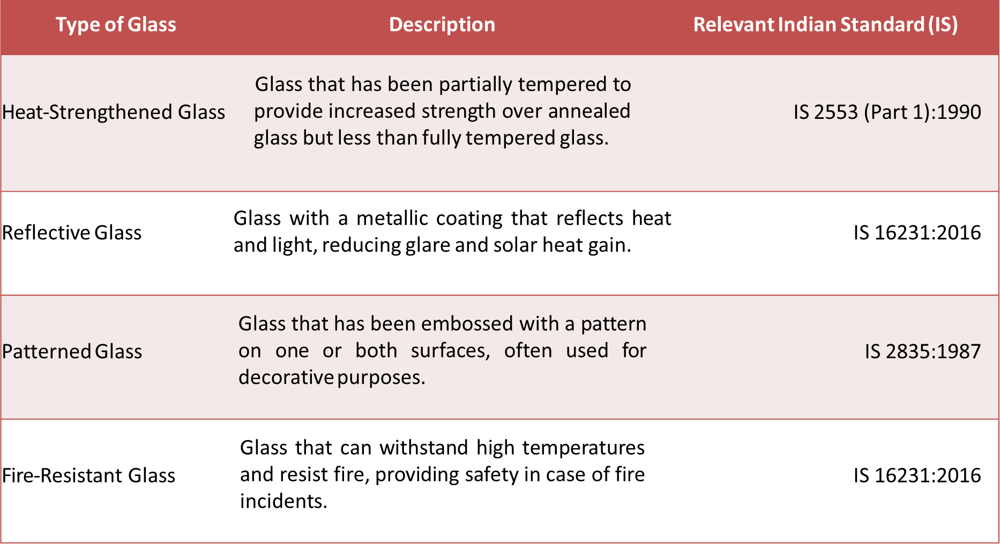 Type of Glass
Description
Relevant Indian Standard (IS)
Heat-Strengthened Glass
Glass that has been partially tempered to
provide increased strength over annealed
glass but less than fully tempered glass.
IS 2553 (Part 1):1990
Reflective Glass
Glass with a metallic coating that reflects heat
and light, reducing glare and solar heat gain.
IS 16231:2016
Patterned Glass
Glass that has been embossed with a pattern
on one or both surfaces, often used for
decorative purposes.
IS 2835:1987
Fire-Resistant Glass
Glass that can withstand high temperatures
and resist fire, providing safety in case of fire
incidents.
IS 16231:2016